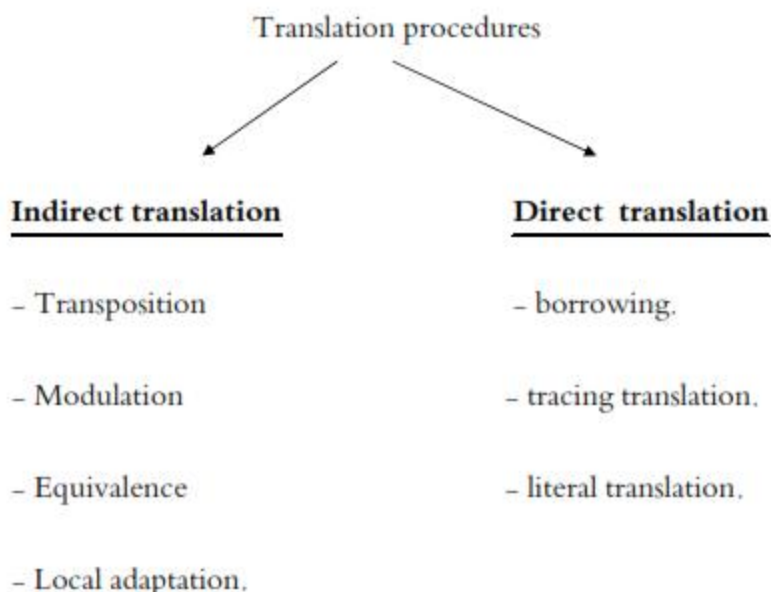 Translation procedures
Indirect translation
Direct translation
- Transposition
- borrowing.
- Modulation
- tracing translation.
- Equivalence
- literal translation.
- Local adaptation.